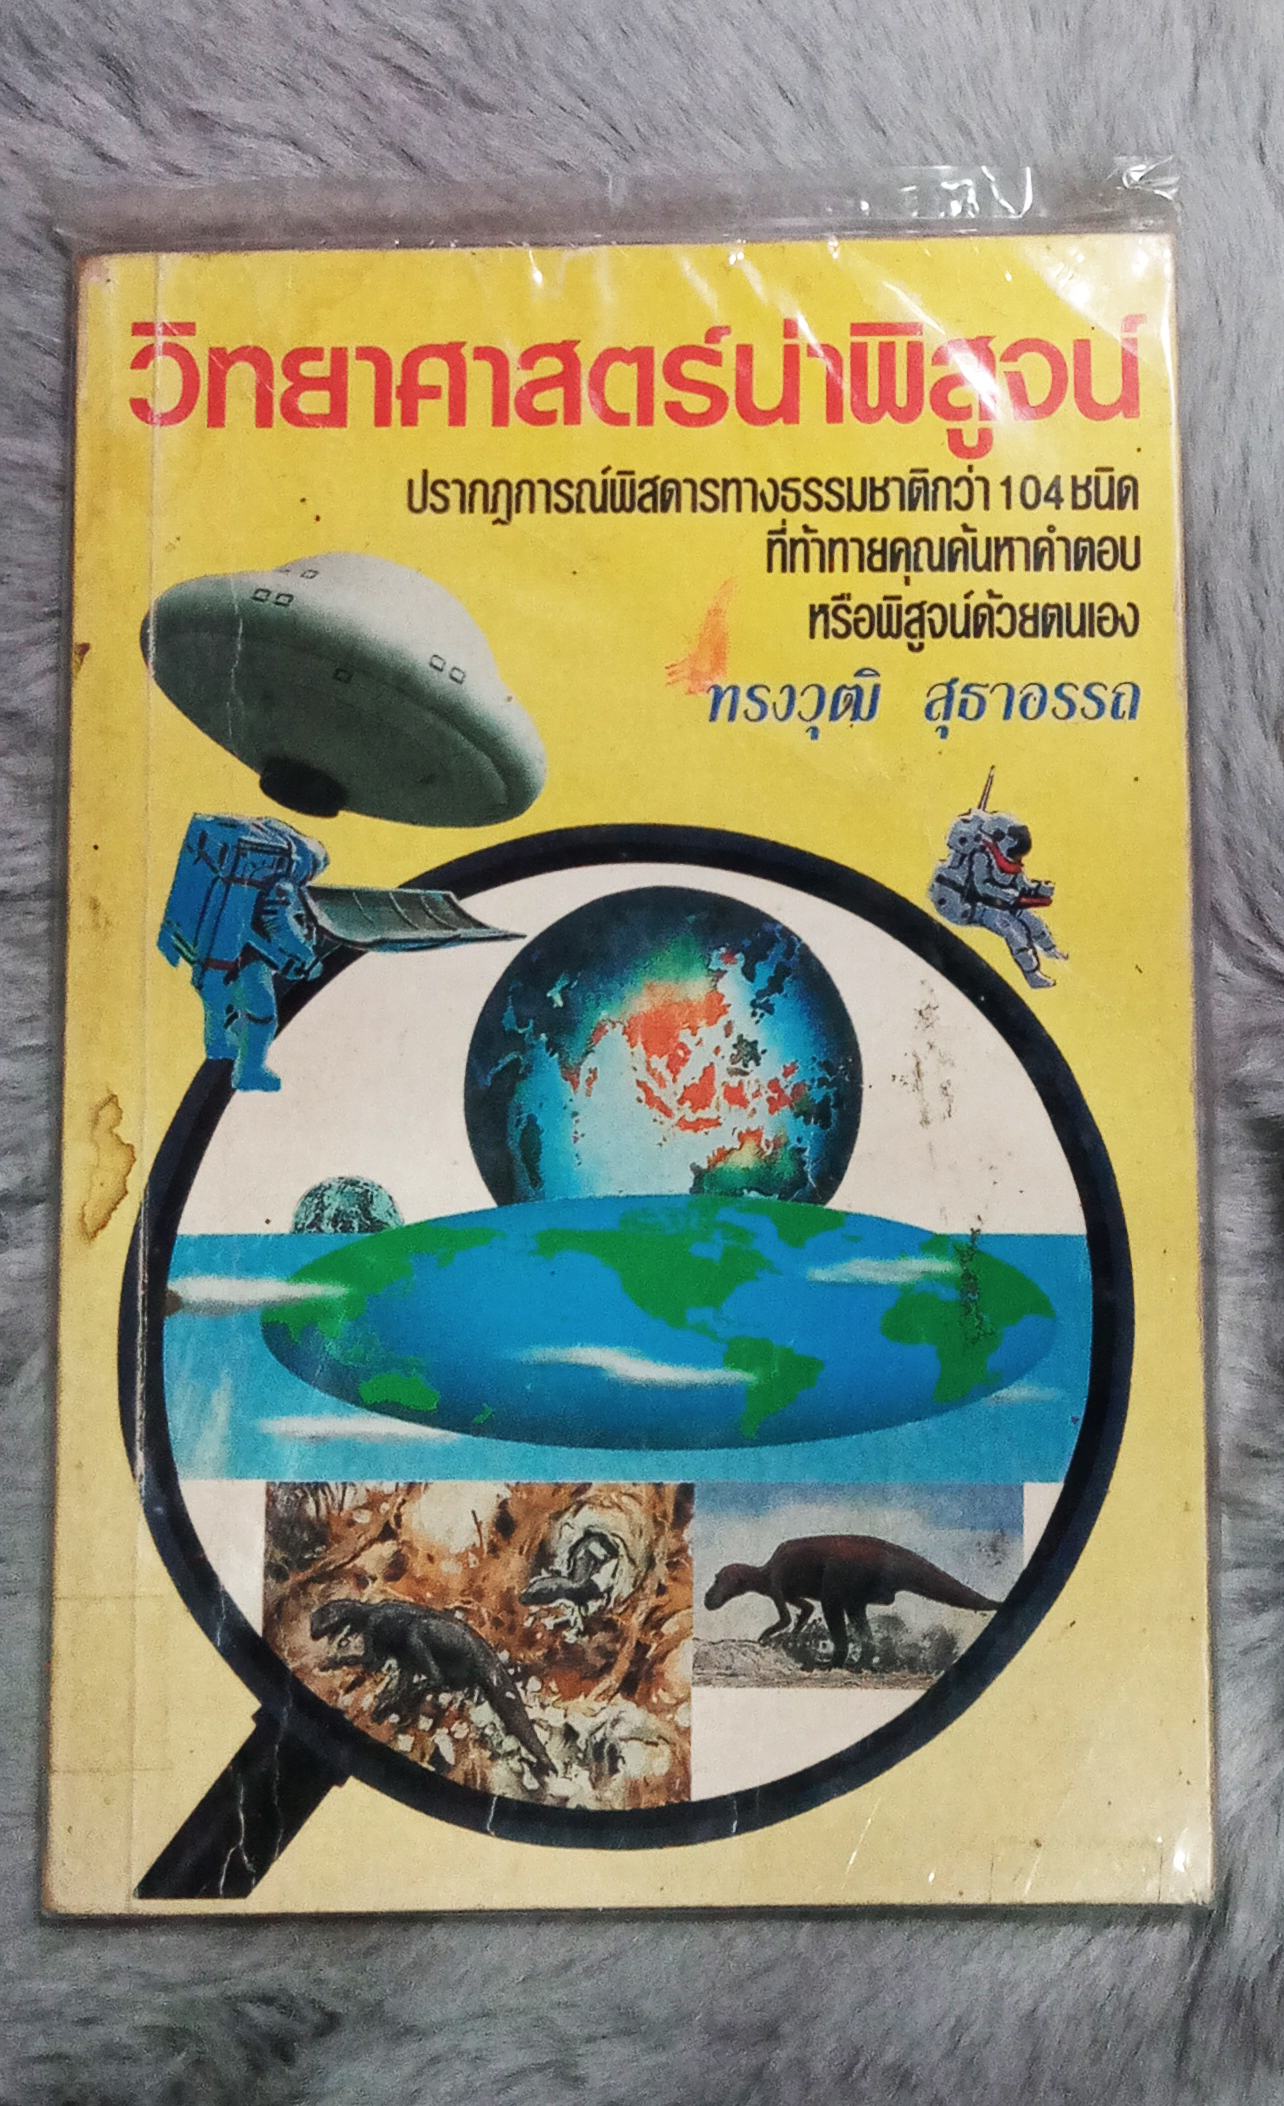 วิทยาศาสตร์น่าพิสูจน์
ปรากฏการณ์พิสดารทางธรรมชาติกว่า 104 ชนิด
ที่ท้าทายคุณค้นหาคำตอบ
หรือพิสูจน์ด้วยตนเอง
ทรงวุฒิ สุธาอรรถ